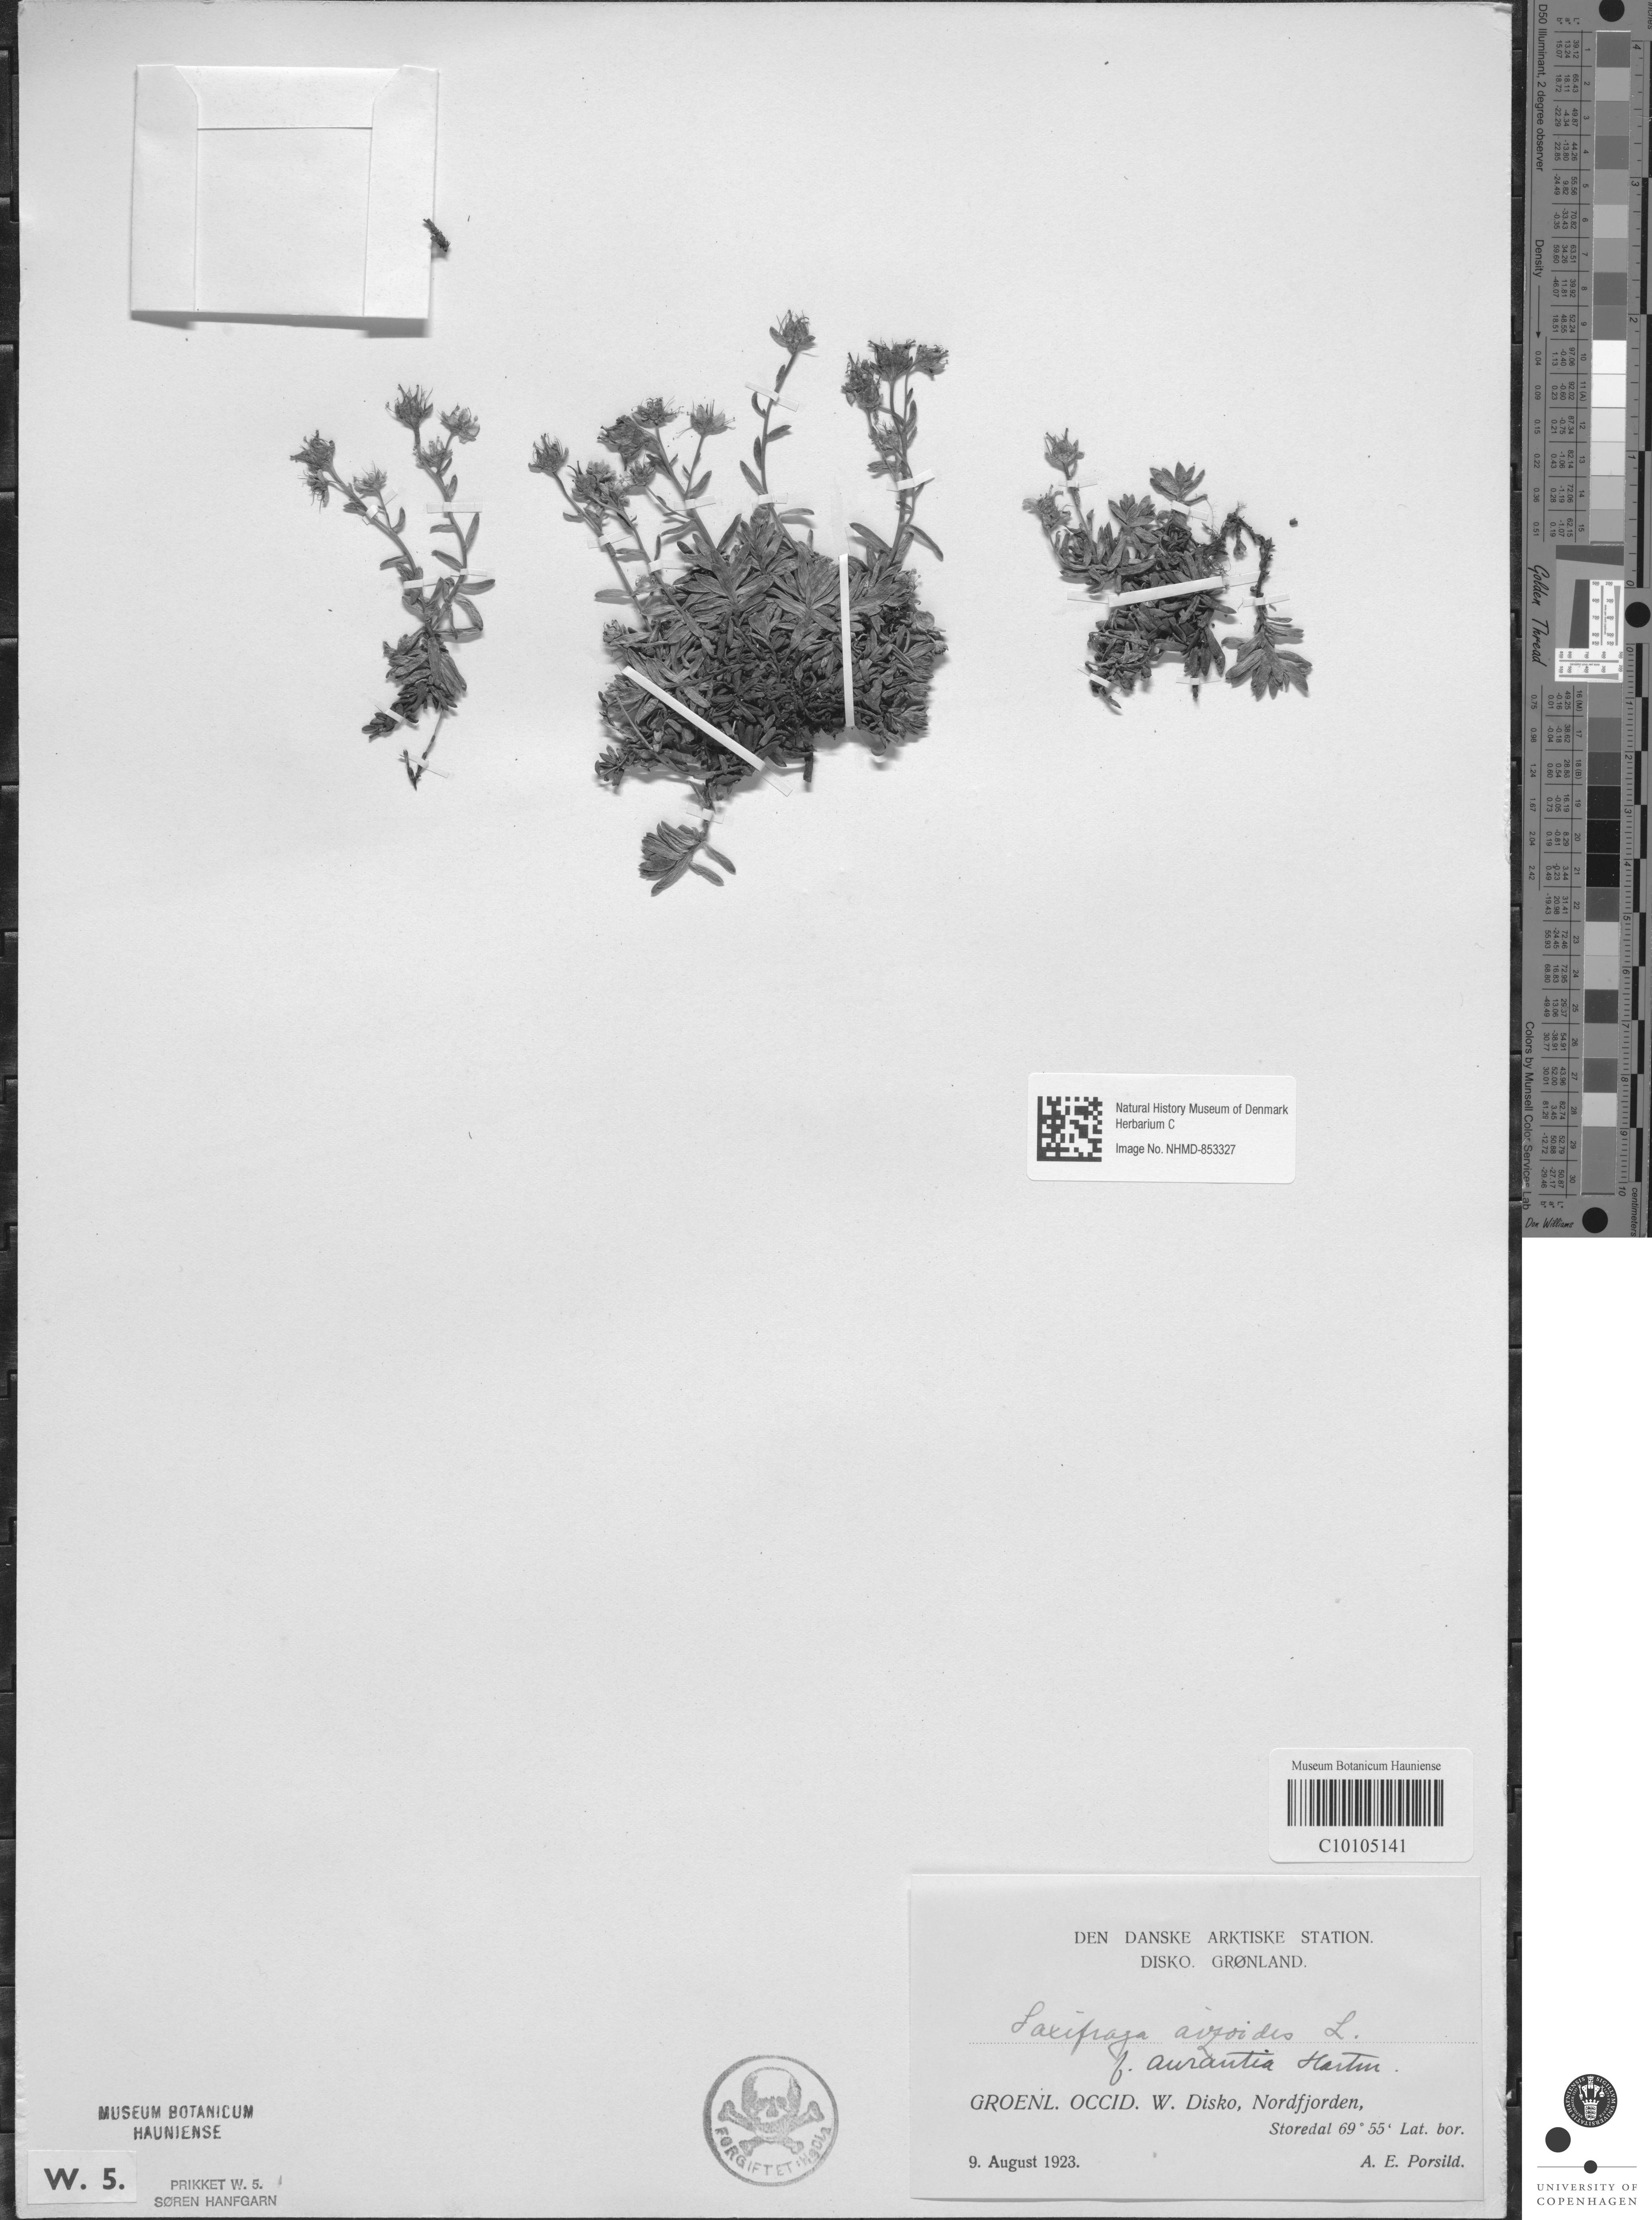 Natural History Museum of Denmark
Herbarium C
Image No. NHMD-853327
Museum Botanicum Hauniense
C10105141
DEN DANSKE ARKTISKE STATION.
DISKO. GRØNLAND.
Saxifraga aizoides L.
f. aurantia Hartm.
GROENL. OCCID. W. Disko, Nordfjorden,
Storedal 69° 55' Lat. bor.
9. August 1923.
A. E. Porsild.
MUSEUM BOTANICUM
HAUNIENSE
W. 5.
PRIKKET W. 5.
SØREN HANFGARN
FORGIFTET
D50 Illuminant, 2 degree observer
Density
Golden Thread
Colors by Munsell Color Services Lab
Don Williams
centimeters
UNIVERSITY OF
COPENHAGEN